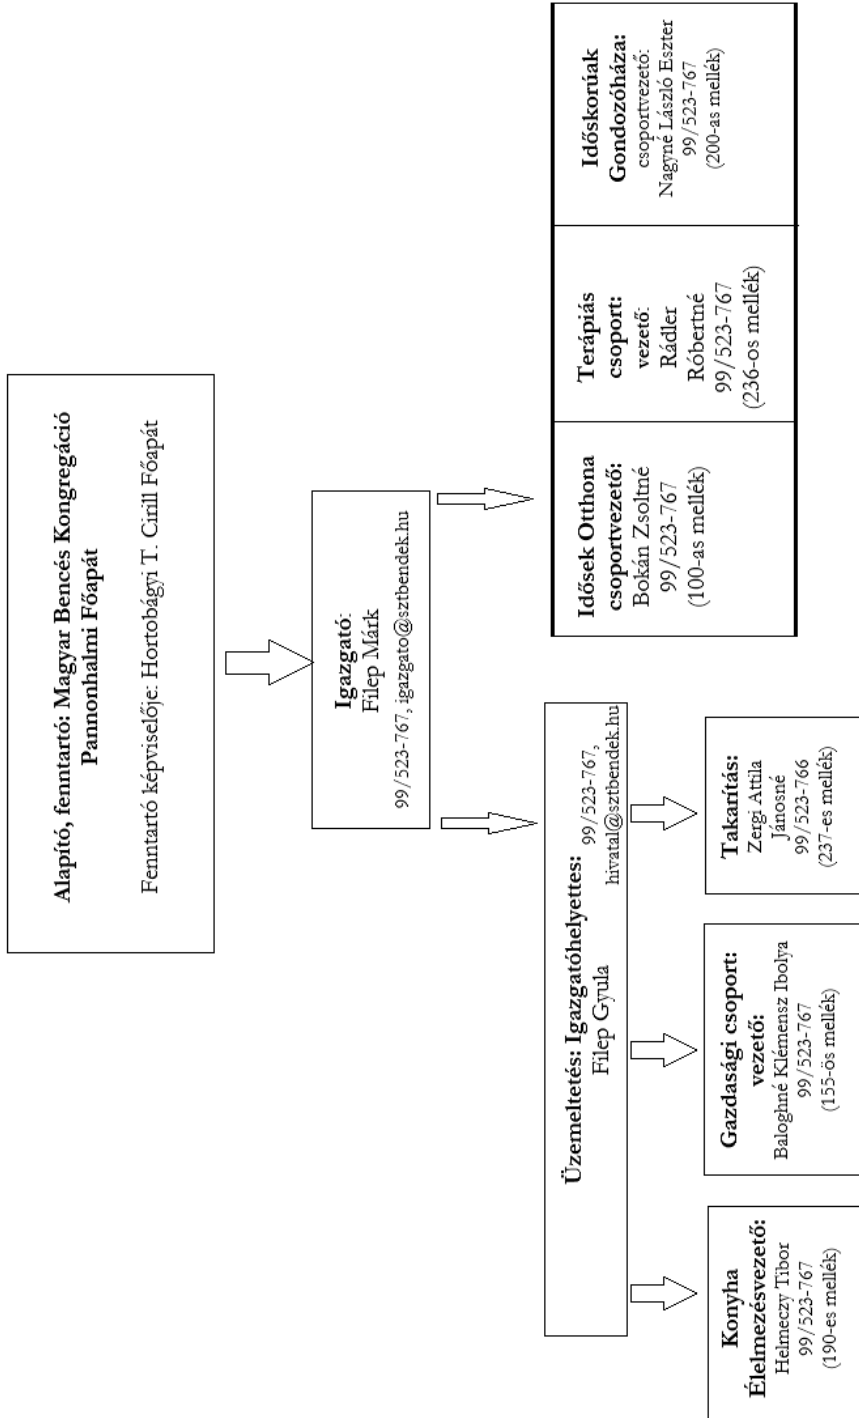 Alapító, fenntartó: Magyar Bencés Kongregáció
Pannonhalmi Főapát
Fenntartó képviselője: Hortobágyi T. Cirill Főapát
Igazgató:
Filep Márk
99/523-767, igazgato@sztbendek.hu
Üzemeltetés: Igazgatóhelyettes:
Filep Gyula
99/523-767,
hivatal@sztbendek.hu
Idősek Otthona
csoportvezető:
Bokán Zsoltné
99/523-767
(100-as mellék)
Terápiás
csoport:
vezető:
Rádler
Róbertné
99/523-767
(236-os mellék)
Időskorúak
Gondozóháza:
csoportvezető:
Nagyné László Eszter
99/523-767
(200-as mellék)
Konyha
Élelmezésvezető:
Helmeczy Tibor
99/523-767
(190-es mellék)
Gazdasági csoport:
vezető:
Baloghné Klémensz Ibolya
99/523-767
(155-ös mellék)
Takarítás:
Zergi Attila
Jánosné
99/523-766
(237-es mellék)